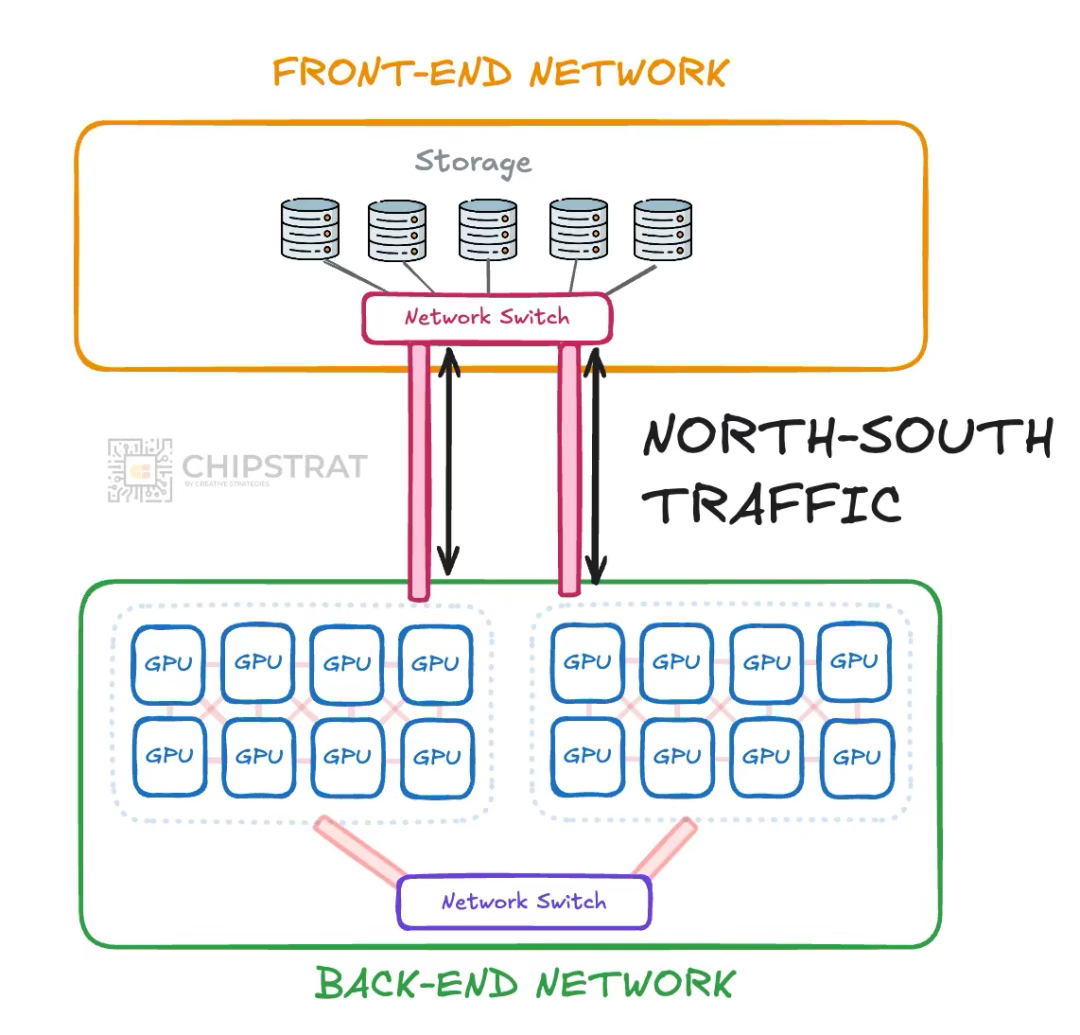 FRONT-END NETWORK
Storage
Network Switch
NORTH-SOUTH
TRAFFIC
CHIPSTRAT
BY CREATIVE STRATEGIES
GPU GPU GPU GPU GPU GPU GPU GPU
GPU GPU GPU GPU GPU GPU GPU GPU
Network Switch
BACK-END NETWORK